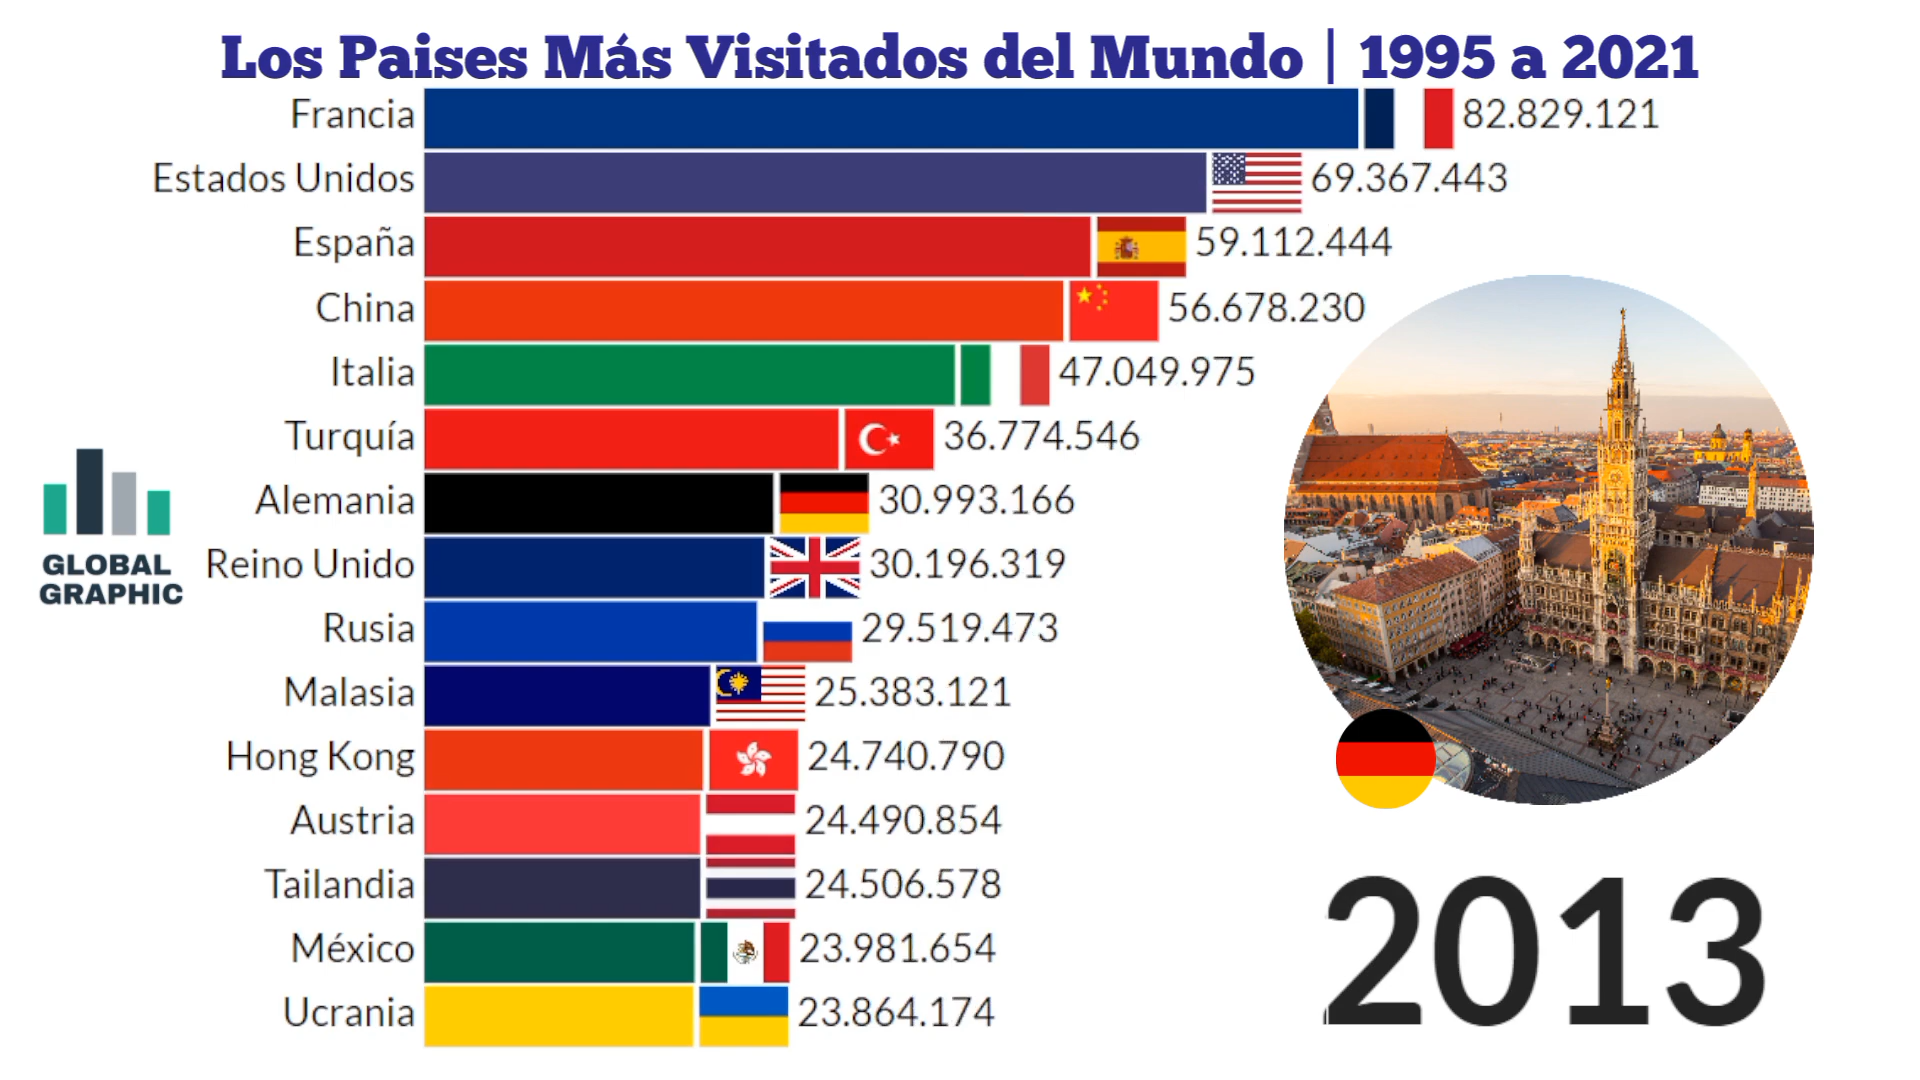 Los Paises Más Visitados del Mundo | 1995 a 2021
Francia 82.829.121
Estados Unidos 69.367.443
España 59.112.444
China 56.678.230
Italia 47.049.975
Turquía 36.774.546
Alemania 30.993.166
GLOBAL
GRAPHIC
Reino Unido 30.196.319
Rusia 29.519.473
Malasia 25.383.121
Hong Kong 24.740.790
Austria 24.490.854
Tailandia 24.506.578
México 23.981.654
Ucrania 23.864.174
2013